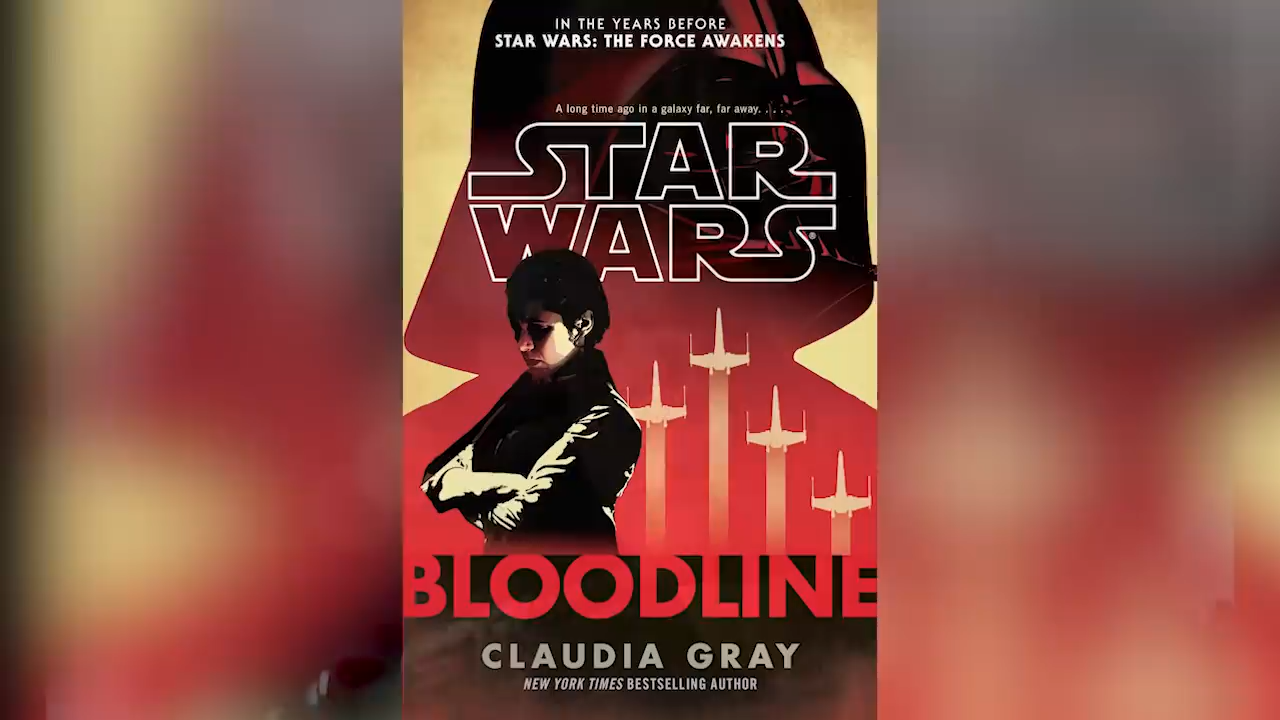 IN THE YEARS BEFORE
STAR WARS: THE FORCE AWAKENS
A long time ago in a galaxy far, far away. . . .
STAR
WARS®
BLOODLINE
CLAUDIA GRAY
NEW YORK TIMES BESTSELLING AUTHOR